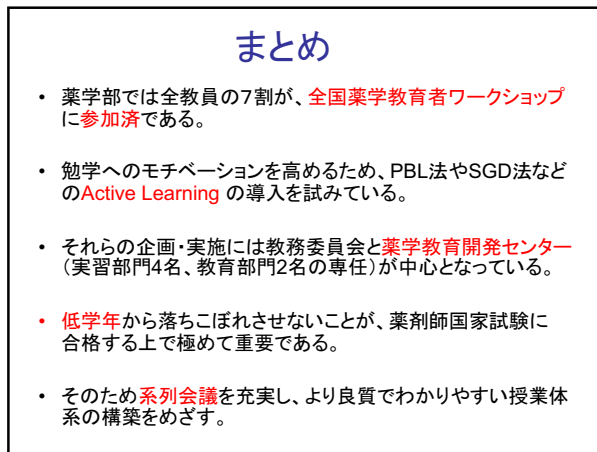 まとめ
• 薬学部では全教員の7割が、全国薬学教育者ワークショップ
に参加済である。
• 勉学へのモチベーションを高めるため、PBL法やSGD法など
のActive Learning の導入を試みている。
• それらの企画・実施には教務委員会と薬学教育開発センター
（実習部門4名、教育部門2名の専任）が中心となっている。
• 低学年から落ちこぼれさせないことが、薬剤師国家試験に
合格する上で極めて重要である。
• そのため系列会議を充実し、より良質でわかりやすい授業体
系の構築をめざす。